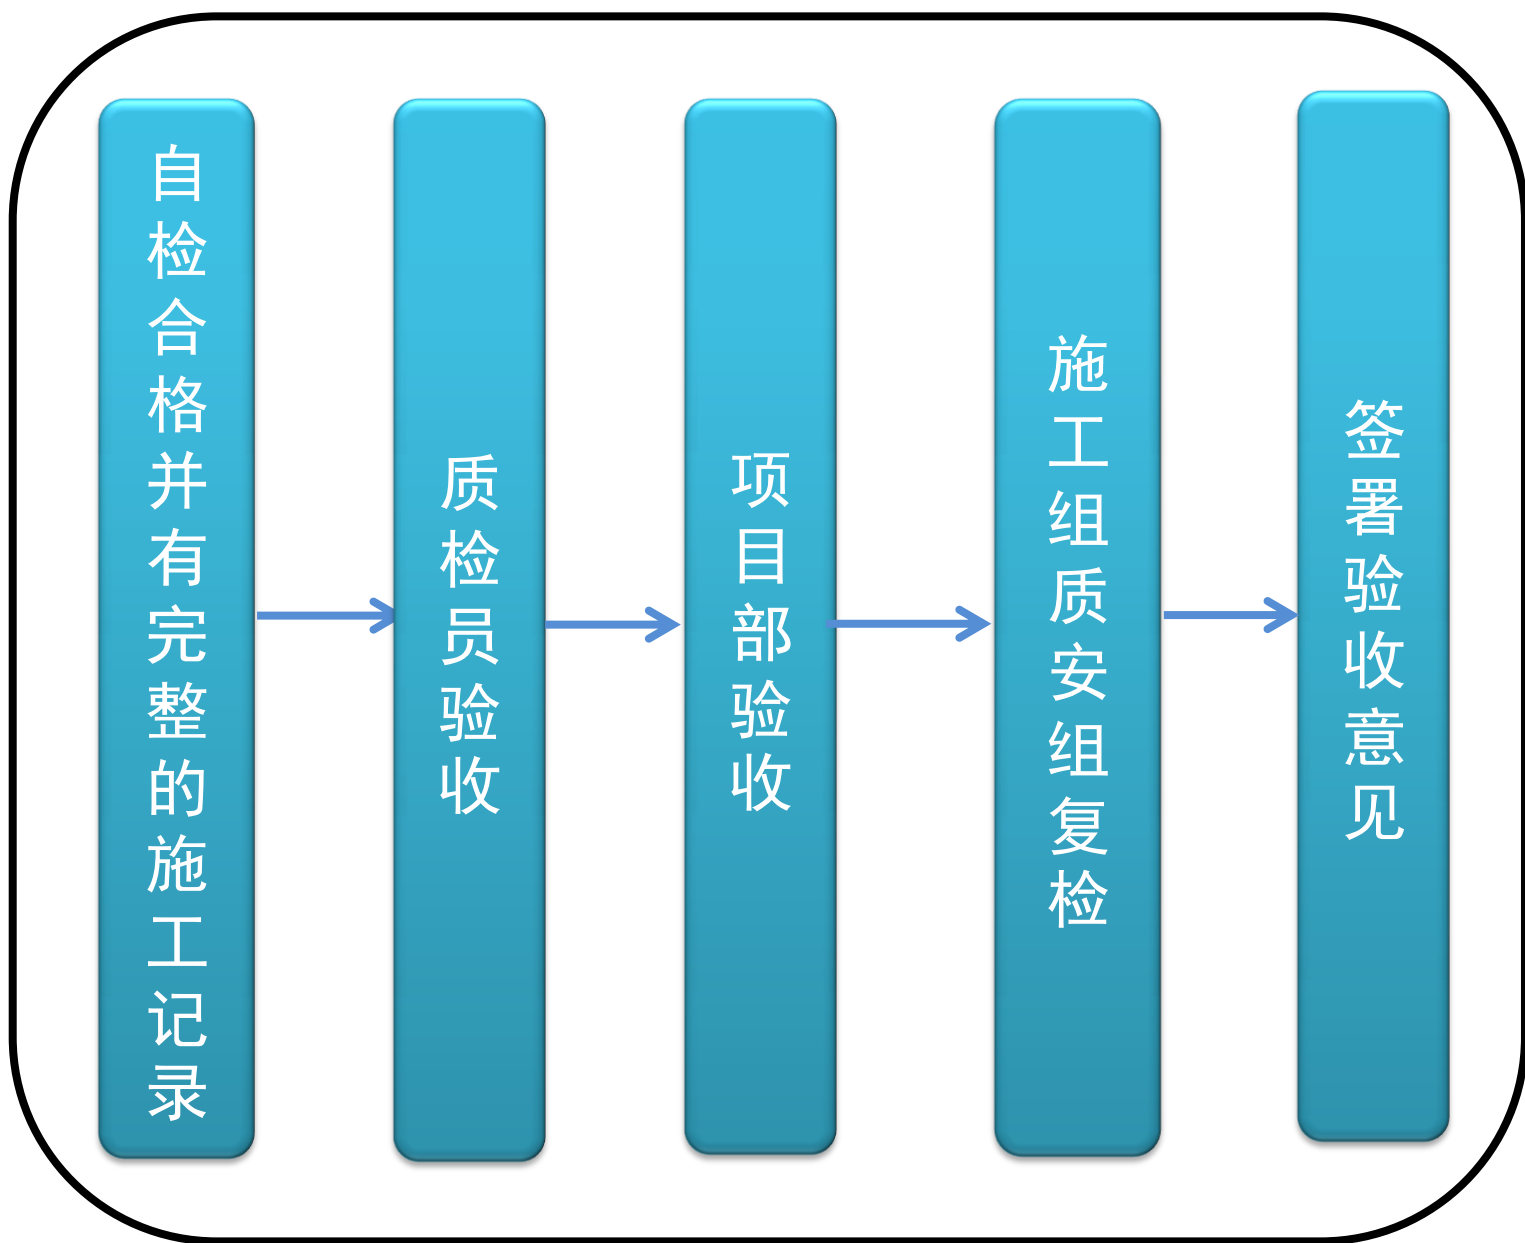 自检合格并有完整的施工记录
质检员验收
项目部验收
施工组质安组复检
签署验收意见